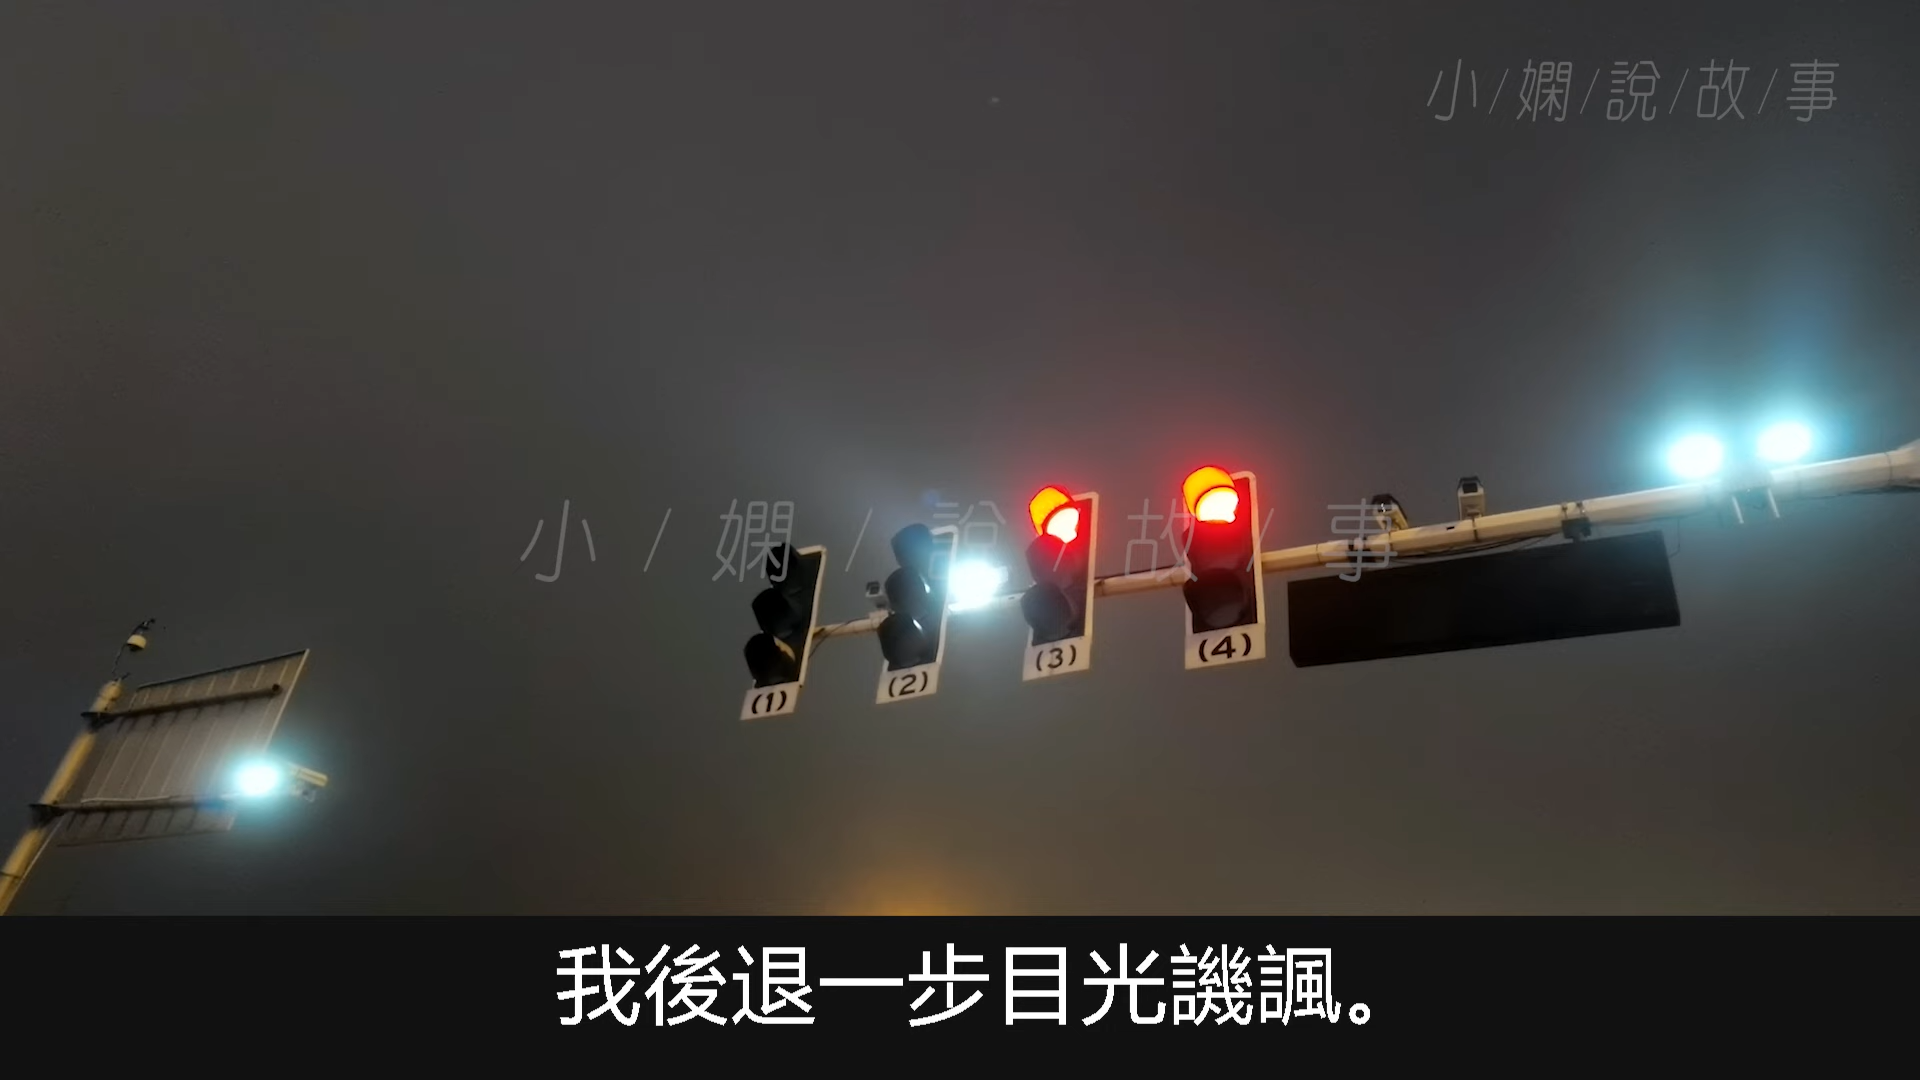 小/嫻/說/故/事
小/嫻/說/故/事
(1) (2) (3) (4)
我後退一步目光譏諷。